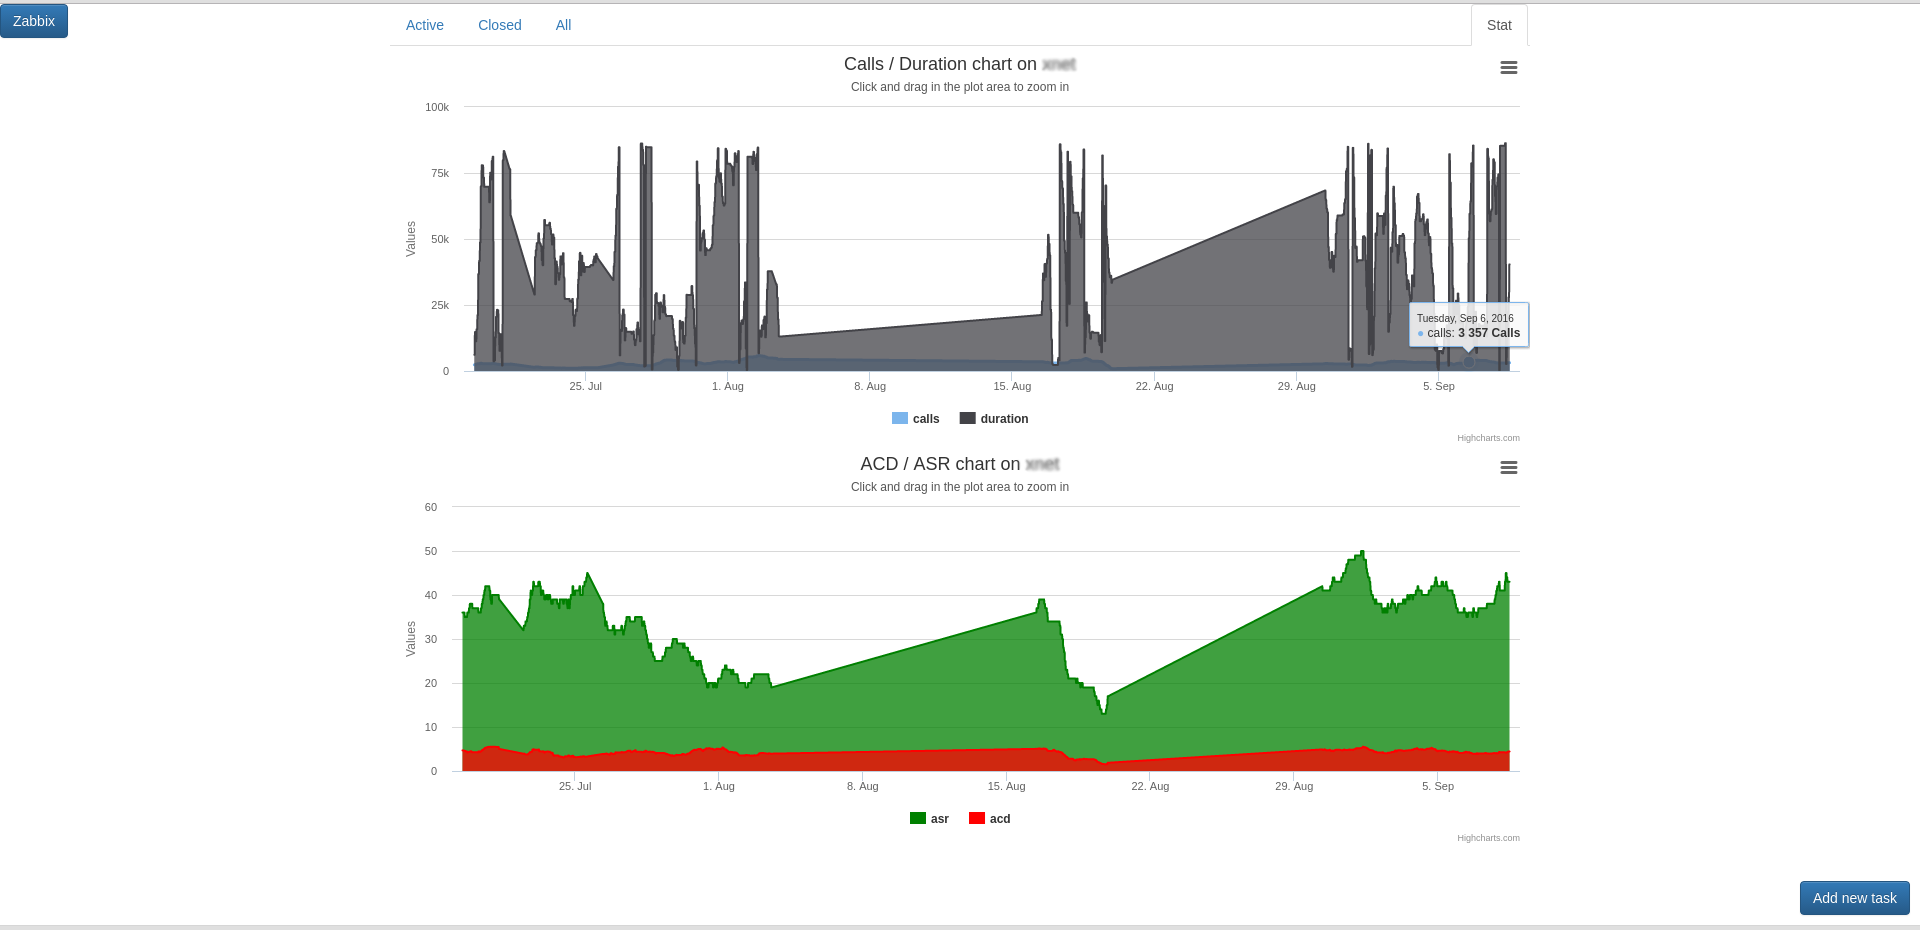 Zabbix
Active Closed All Stat
Calls / Duration chart on
Click and drag in the plot area to zoom in
100k
75k
50k
25k
0
Values
Tuesday, Sep 6, 2016
● calls: 3 357 Calls
25. Jul 1. Aug 8. Aug 15. Aug 22. Aug 29. Aug 5. Sep
calls duration
Highcharts.com
ACD / ASR chart on
Click and drag in the plot area to zoom in
60
50
40
30
20
10
0
Values
25. Jul 1. Aug 8. Aug 15. Aug 22. Aug 29. Aug 5. Sep
asr acd
Highcharts.com
Add new task